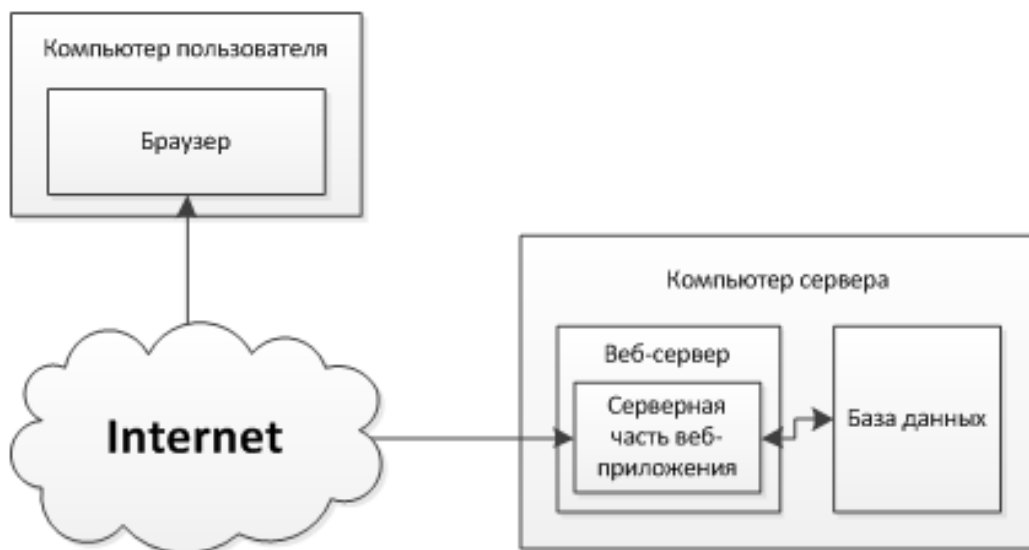 Компьютер пользователя
Браузер
Internet
Компьютер сервера
Веб-сервер
Серверная
часть веб-
приложения
База данных